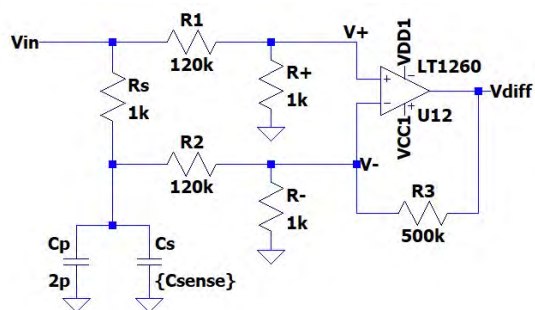 R1
V+
VDD1
LT1260
Vin
120k
+
-
Vdiff
Rs
1k
R+
1k
-
+
U12
VCC1
R2
V-
120k
R-
1k
R3
500k
Cp
2p
Cs
{Csense}